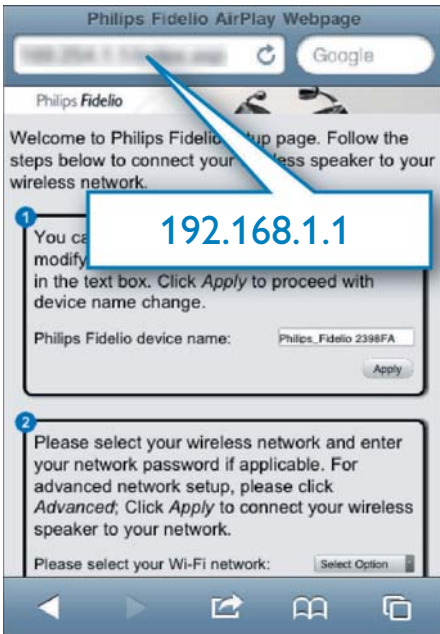 Philips Fidelio AirPlay Webpage
Google
Philips Fidelio
Welcome to Philips Fidelio
Follow the
steps below to connect your speaker to your
wireless network.
192.168.1.1
1
You
modify
in the text box. Click Apply to proceed with
device name change.
Philips Fidelio device name: Philips_Fidelio 2398FA
Apply
2
Please select your wireless network and enter
your network password if applicable. For
advanced network setup, please click
Advanced; Click Apply to connect your wireless
speaker to your network.
Please select your Wi-Fi network: Select Option